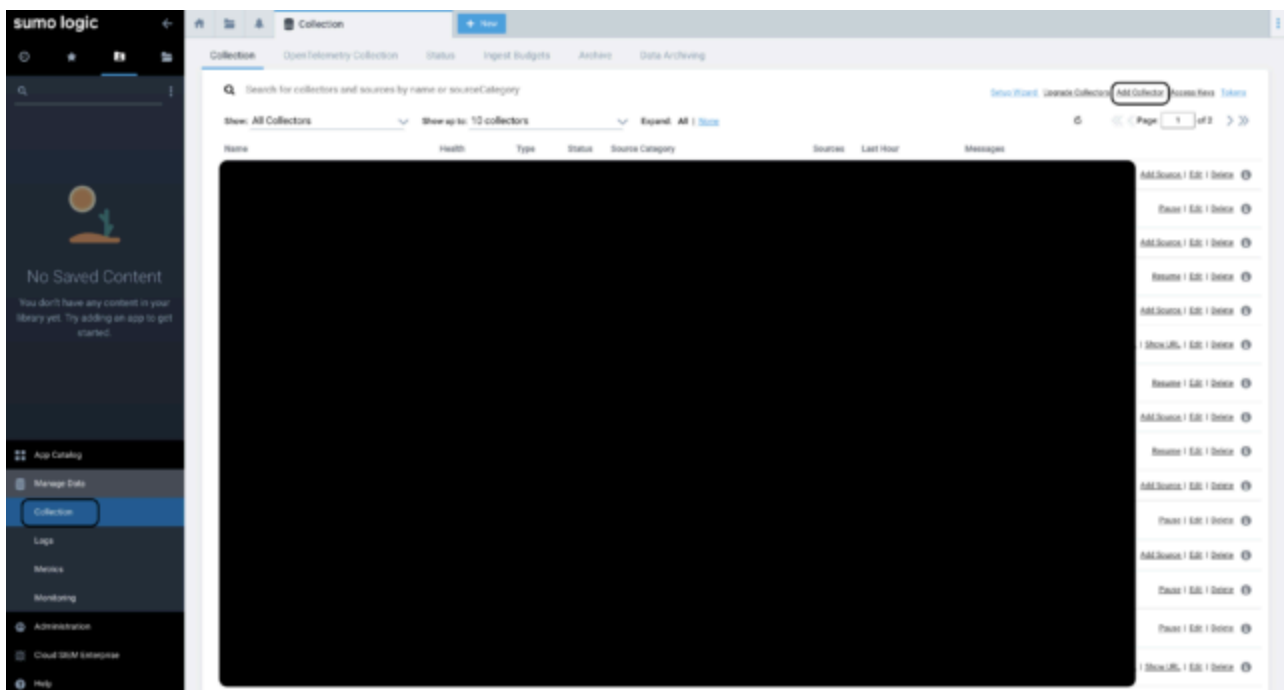 sumo logic
Collection
+ New
Collection OpenTelemetry Collection Status Ingest Budgets Archive Data Archiving
Search for collectors and sources by name or sourceCategory
Setup Wizard Upgrade Collectors Add Collector Access Keys Tokens
Show: All Collectors Show up to: 10 collectors Expand: All | None
Page 1 of 2
Name Health Type Status Source Category Sources Last Hour Messages
Add Source | Edit | Delete
Pause | Edit | Delete
Add Source | Edit | Delete
Resume | Edit | Delete
Add Source | Edit | Delete
| Show URL | Edit | Delete
Resume | Edit | Delete
Add Source | Edit | Delete
Resume | Edit | Delete
Add Source | Edit | Delete
Pause | Edit | Delete
Add Source | Edit | Delete
Pause | Edit | Delete
Pause | Edit | Delete
| Show URL | Edit | Delete
No Saved Content
You don't have any content in your
library yet. Try adding an app to get
started.
App Catalog
Manage Data
Collection
Logs
Metrics
Monitoring
Administration
Cloud SIEM Enterprise
Help